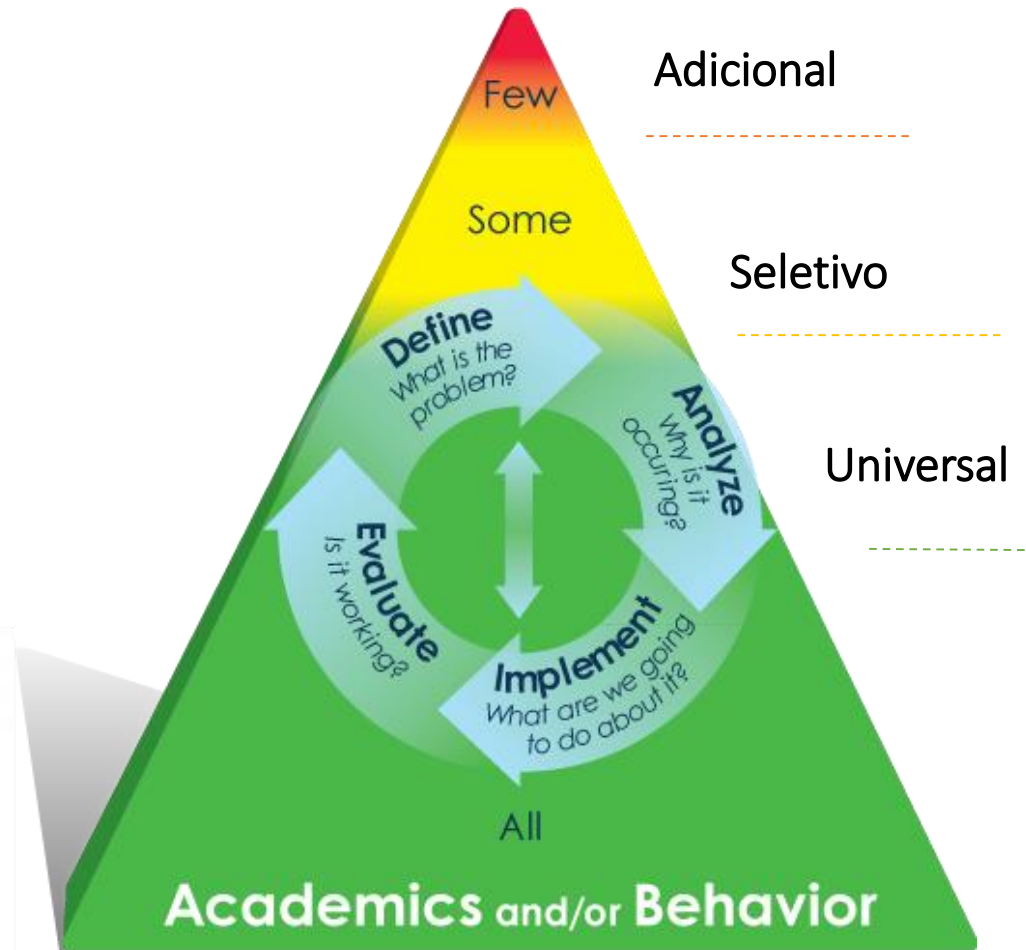 Few
Adicional
Some
Seletivo
Define
What is the
problem?
Analyze
Why is it
occuring?
Universal
Evaluate
Is it working?
Implement
What are we going
to do about it?
All
Academics and/or Behavior